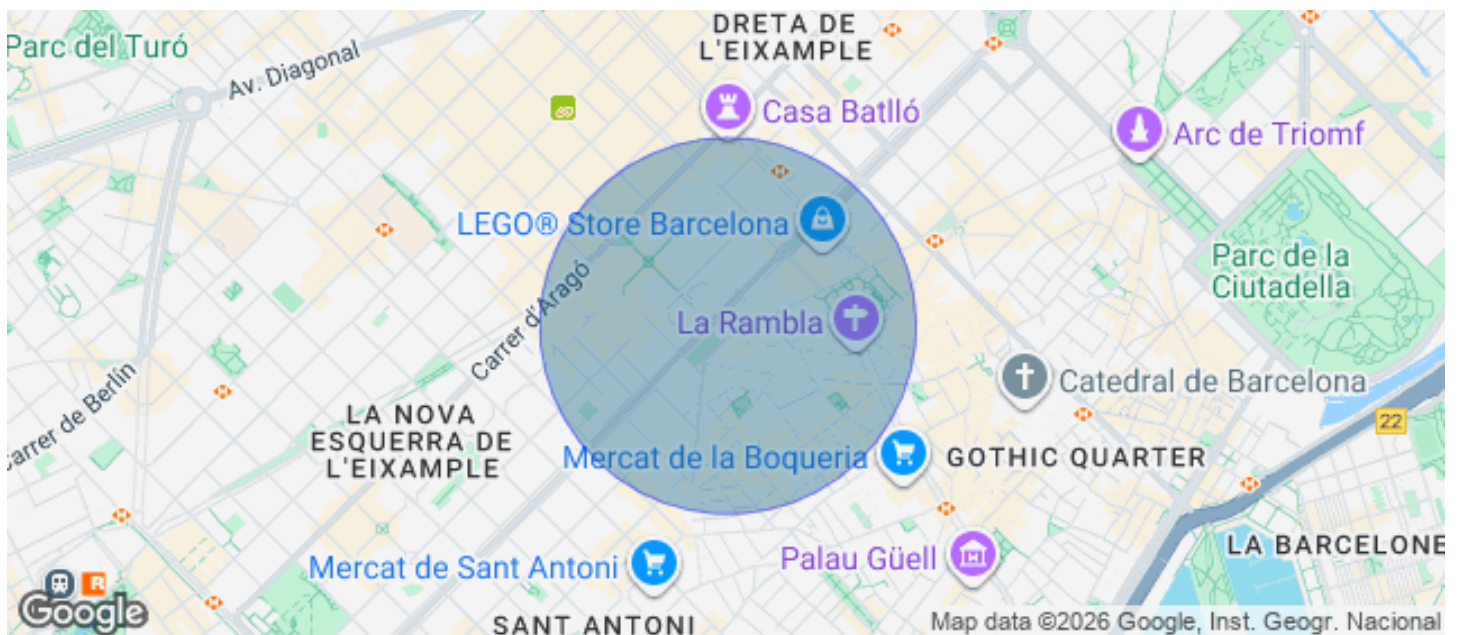 DRETA DE
L'EIXAMPLE
Parc del Turó
Av. Diagonal
Casa Batlló
Arc de Triomf
LEGO® Store Barcelona
Parc de la
Ciutadella
Carrer d'Aragó
La Rambla
Catedral de Barcelona
Carrer de Berlín
22
LA NOVA
ESQUERRA DE
L'EIXAMPLE
Mercat de la Boqueria
GOTHIC QUARTER
Mercat de Sant Antoni
Palau Güell
LA BARCELONE
R
Google
SANT ANTONI
Map data ©2026 Google, Inst. Geogr. Nacional